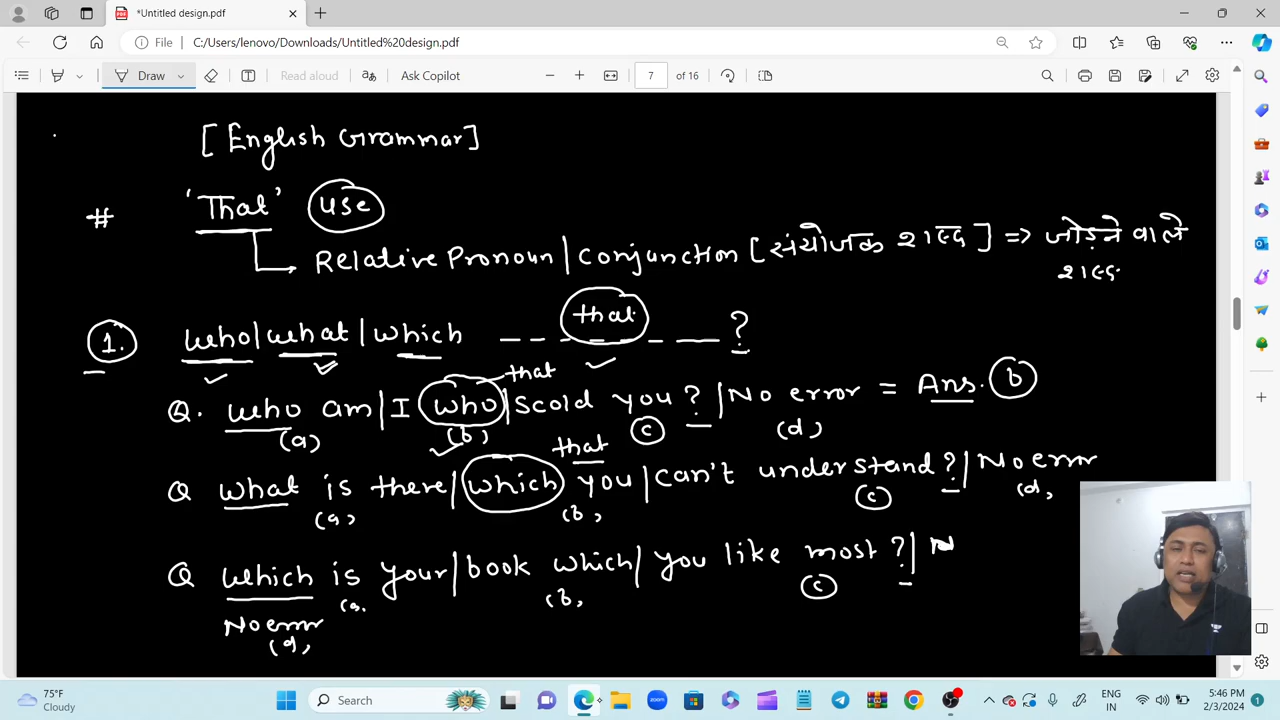 *Untitled design.pdf
File C:/Users/lenovo/Downloads/Untitled%20design.pdf
Draw Read aloud Ask Copilot 7 of 16
[English Grammar]
# 'That' use
Relative Pronoun | Conjunction [संयोजक शब्द] => जोड़ने वाले
शब्द
1. who|what|which _ _ _ that _ _ _ ?
that
Q. who am| I who |Scold you? |No error = Ans. b
(a) (b) c (d)
that
Q what is there| which you |can't understand ?| No error
(a) (b) c (d)
Q which is your| book which| you like most ?| N
(a) (b) c
No error
(d)
75°F
Cloudy
Search
zoom
ENG
IN
5:46 PM
2/3/2024